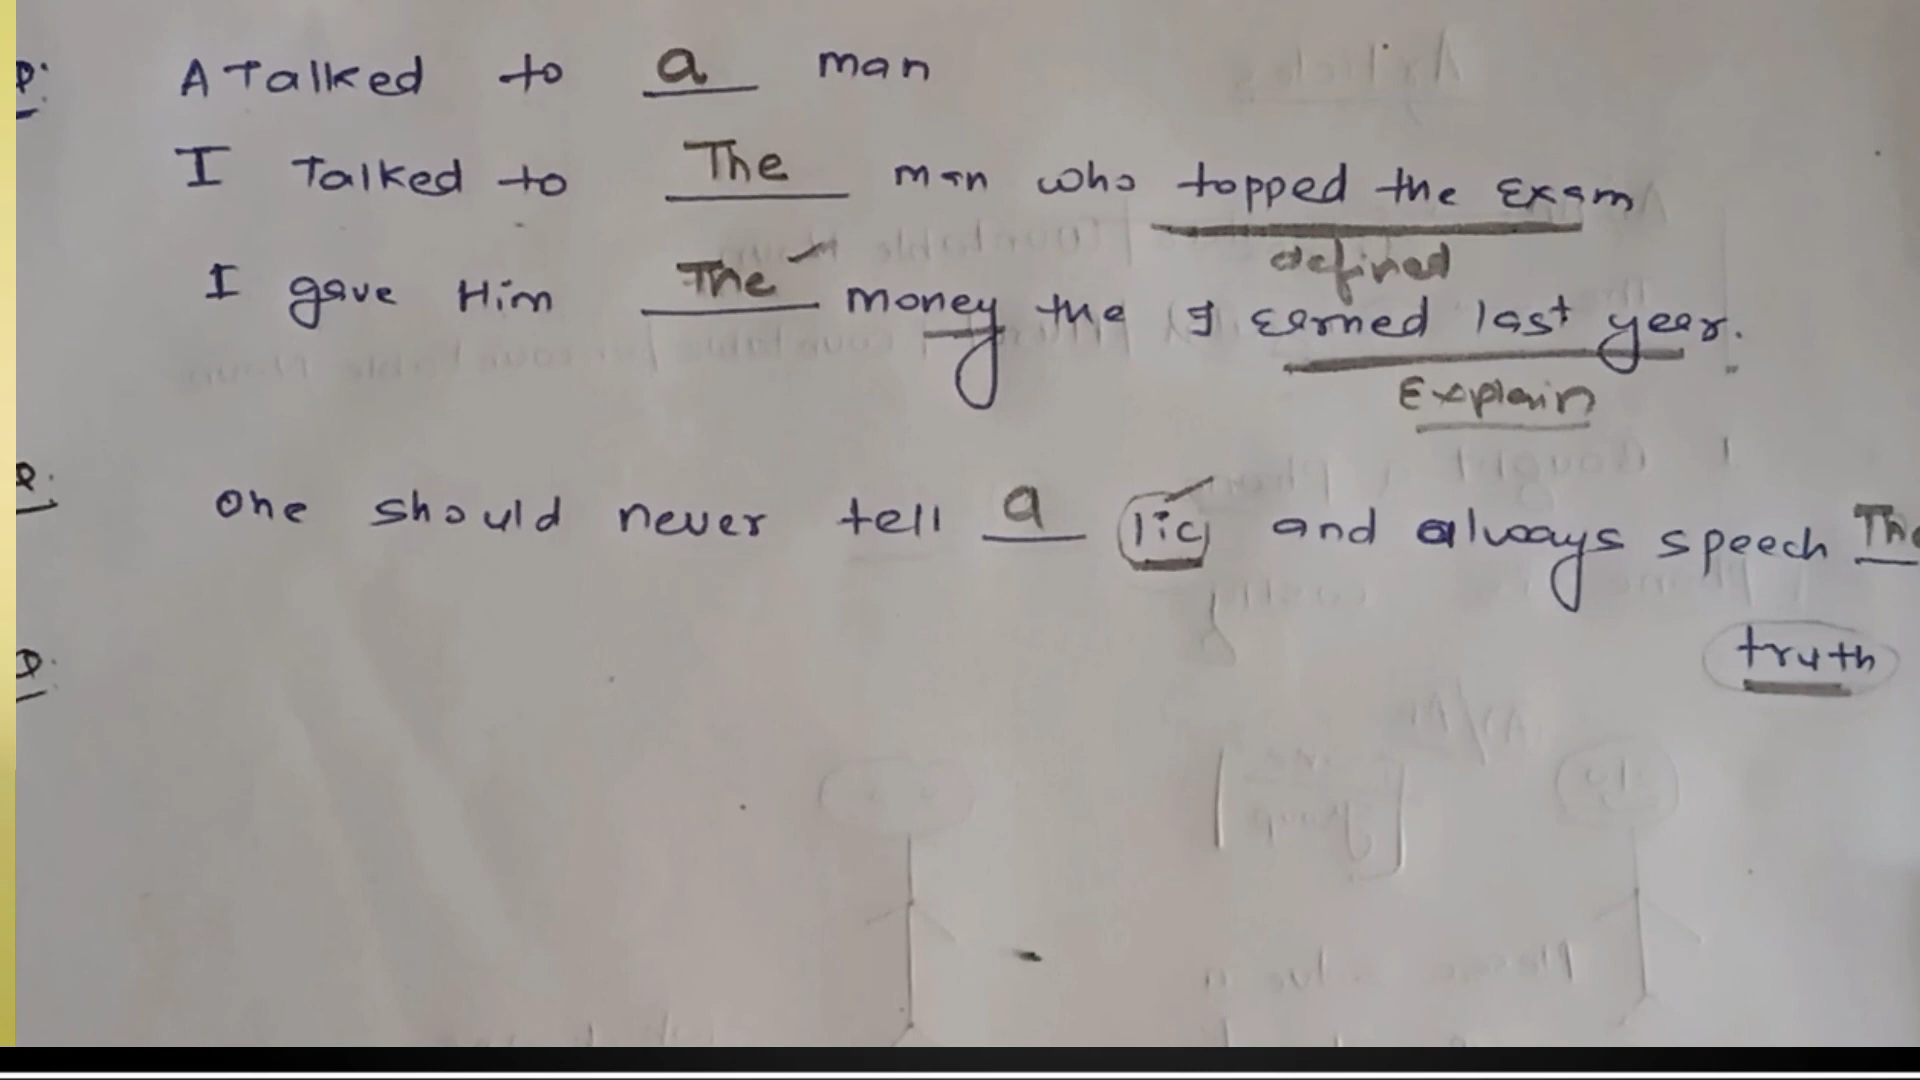 Q: A Talked to a man
I Talked to The man who topped the Exam
defined
I gave Him The money the I earned last year.
Explain
Q. One should never tell a lie and always speech The
truth
Q.